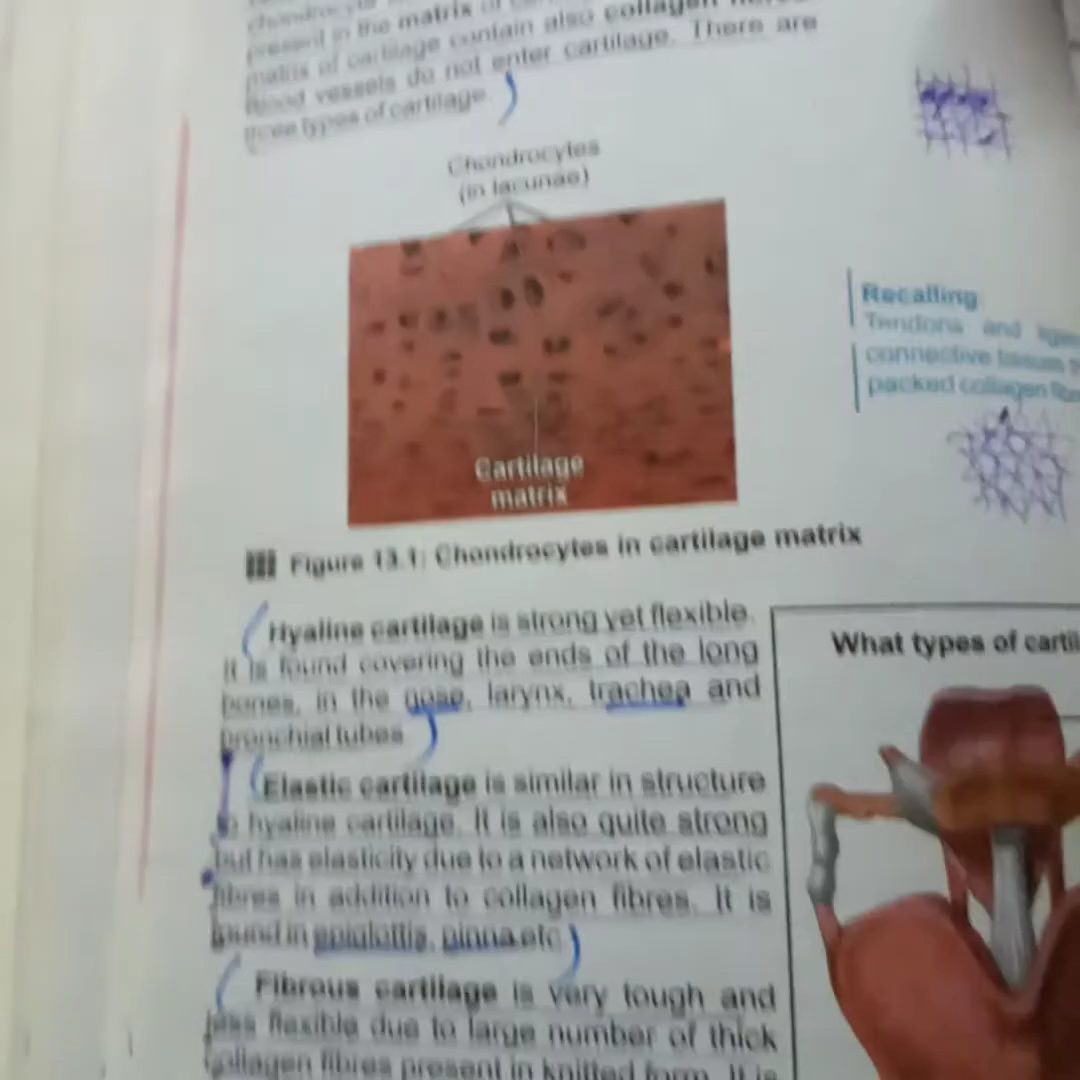 present in the matrix of
matrix of cartilage contain also collagen
Blood vessels do not enter cartilage. There are
three types of cartilage.
Chondrocytes
(in lacunae)
Cartilage
matrix
Figure 13.1: Chondrocytes in cartilage matrix
Recalling
Tendons and
connective tissue
packed collagen
Hyaline cartilage is strong yet flexible.
It is found covering the ends of the long
bones, in the nose, larynx, trachea and
bronchial tubes
Elastic cartilage is similar in structure
to hyaline cartilage. It is also quite strong
but has elasticity due to a network of elastic
fibres in addition to collagen fibres. It is
found in epiglottis, pinna etc
Fibrous cartilage is very tough and
less flexible due to large number of thick
collagen fibres present in knitted form. It is
What types of